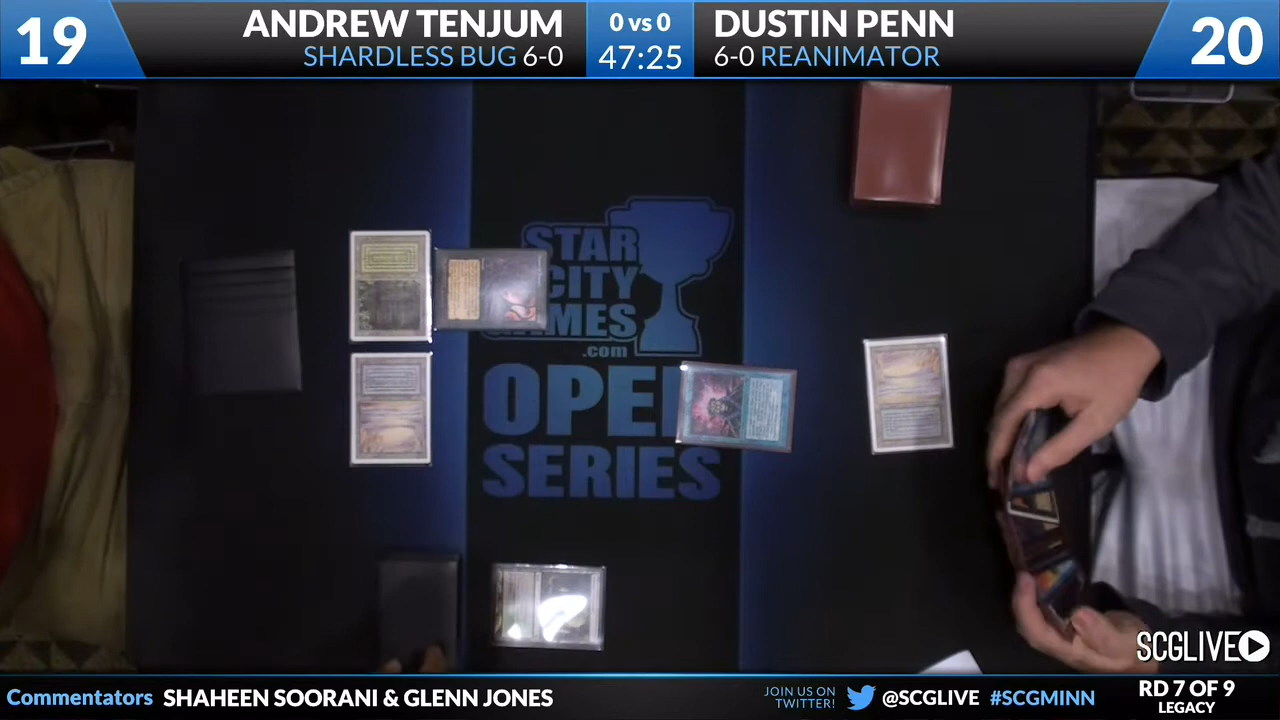 19
ANDREW TENJUM
SHARDLESS BUG 6-0
0 vs 0
47:25
DUSTIN PENN
6-0 REANIMATOR
20
STAR
CITY
GAMES
.com
OPEN
SERIES
SCGLIVE
Commentators SHAHEEN SOORANI & GLENN JONES
JOIN US ON
TWITTER!
@SCGLIVE #SCGMINN
RD 7 OF 9
LEGACY